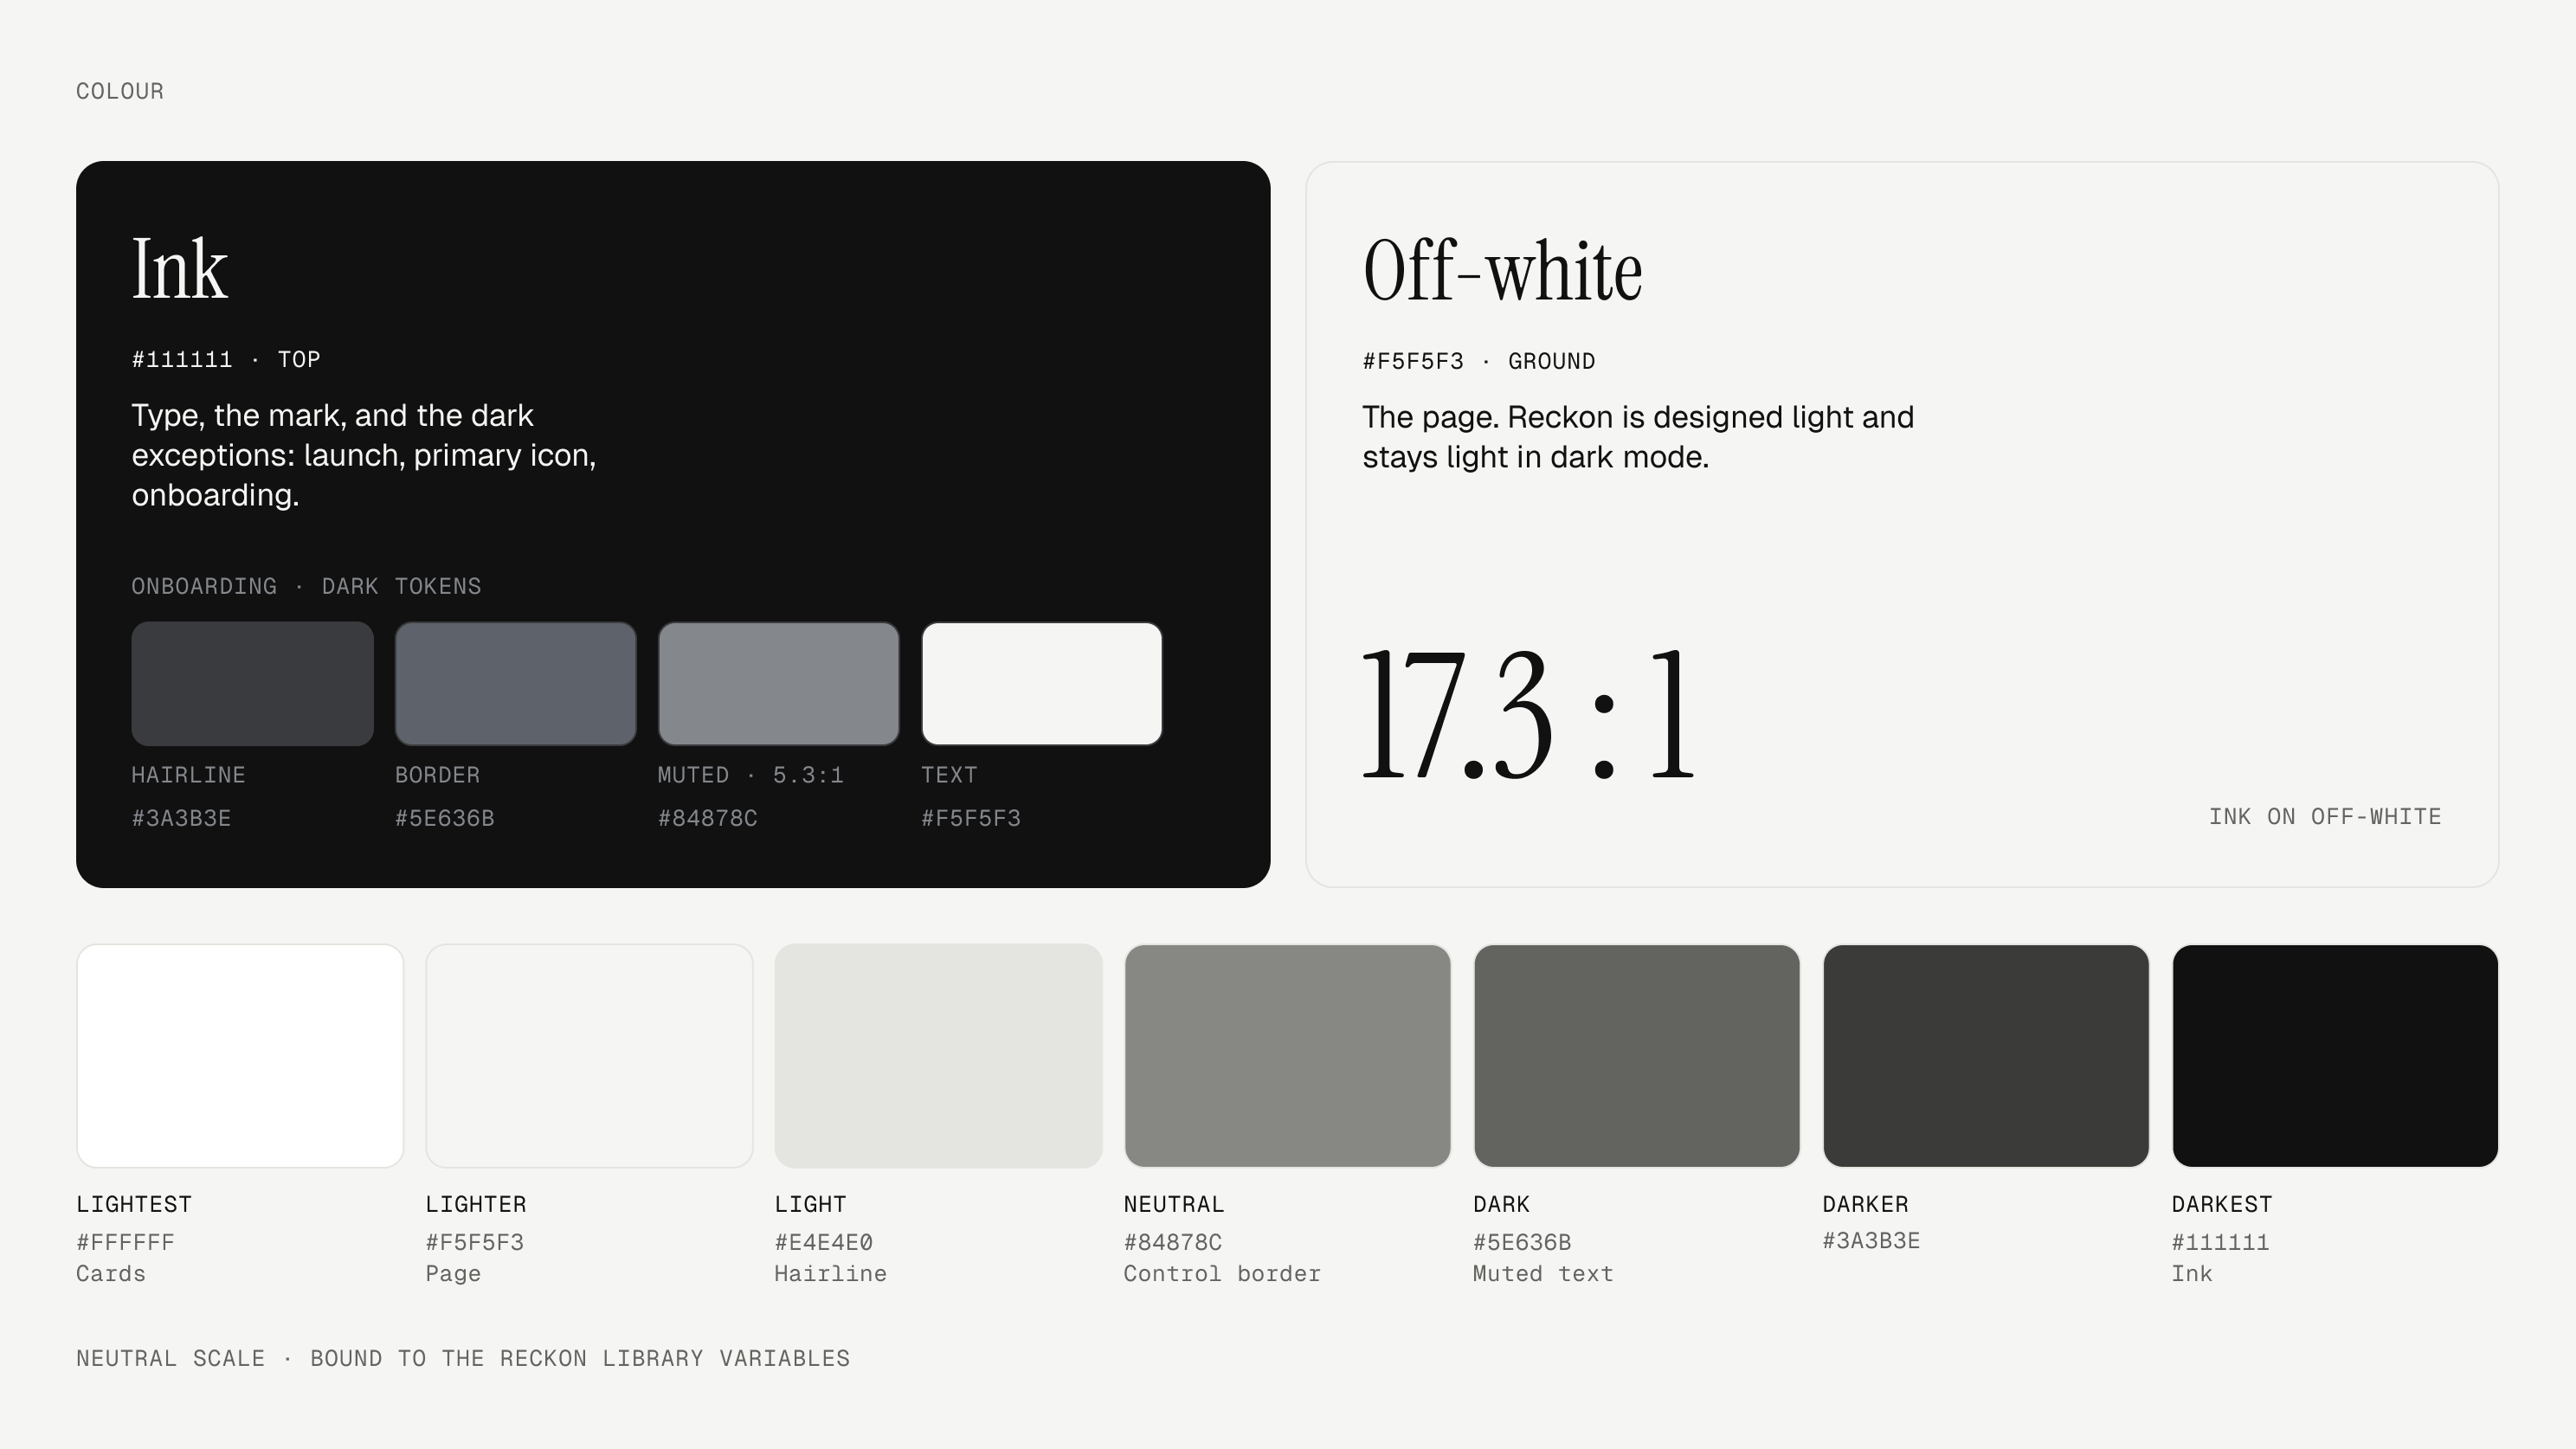 COLOUR
Ink
#111111 · TOP
Type, the mark, and the dark
exceptions: launch, primary icon,
onboarding.
ONBOARDING · DARK TOKENS
HAIRLINE
#3A3B3E
BORDER
#5E636B
MUTED · 5.3:1
#84878C
TEXT
#F5F5F3
Off-white
#F5F5F3 · GROUND
The page. Reckon is designed light and
stays light in dark mode.
17.3 : 1
INK ON OFF-WHITE
LIGHTEST
#FFFFFF
Cards
LIGHTER
#F5F5F3
Page
LIGHT
#E4E4E0
Hairline
NEUTRAL
#84878C
Control border
DARK
#5E636B
Muted text
DARKER
#3A3B3E
DARKEST
#111111
Ink
NEUTRAL SCALE · BOUND TO THE RECKON LIBRARY VARIABLES